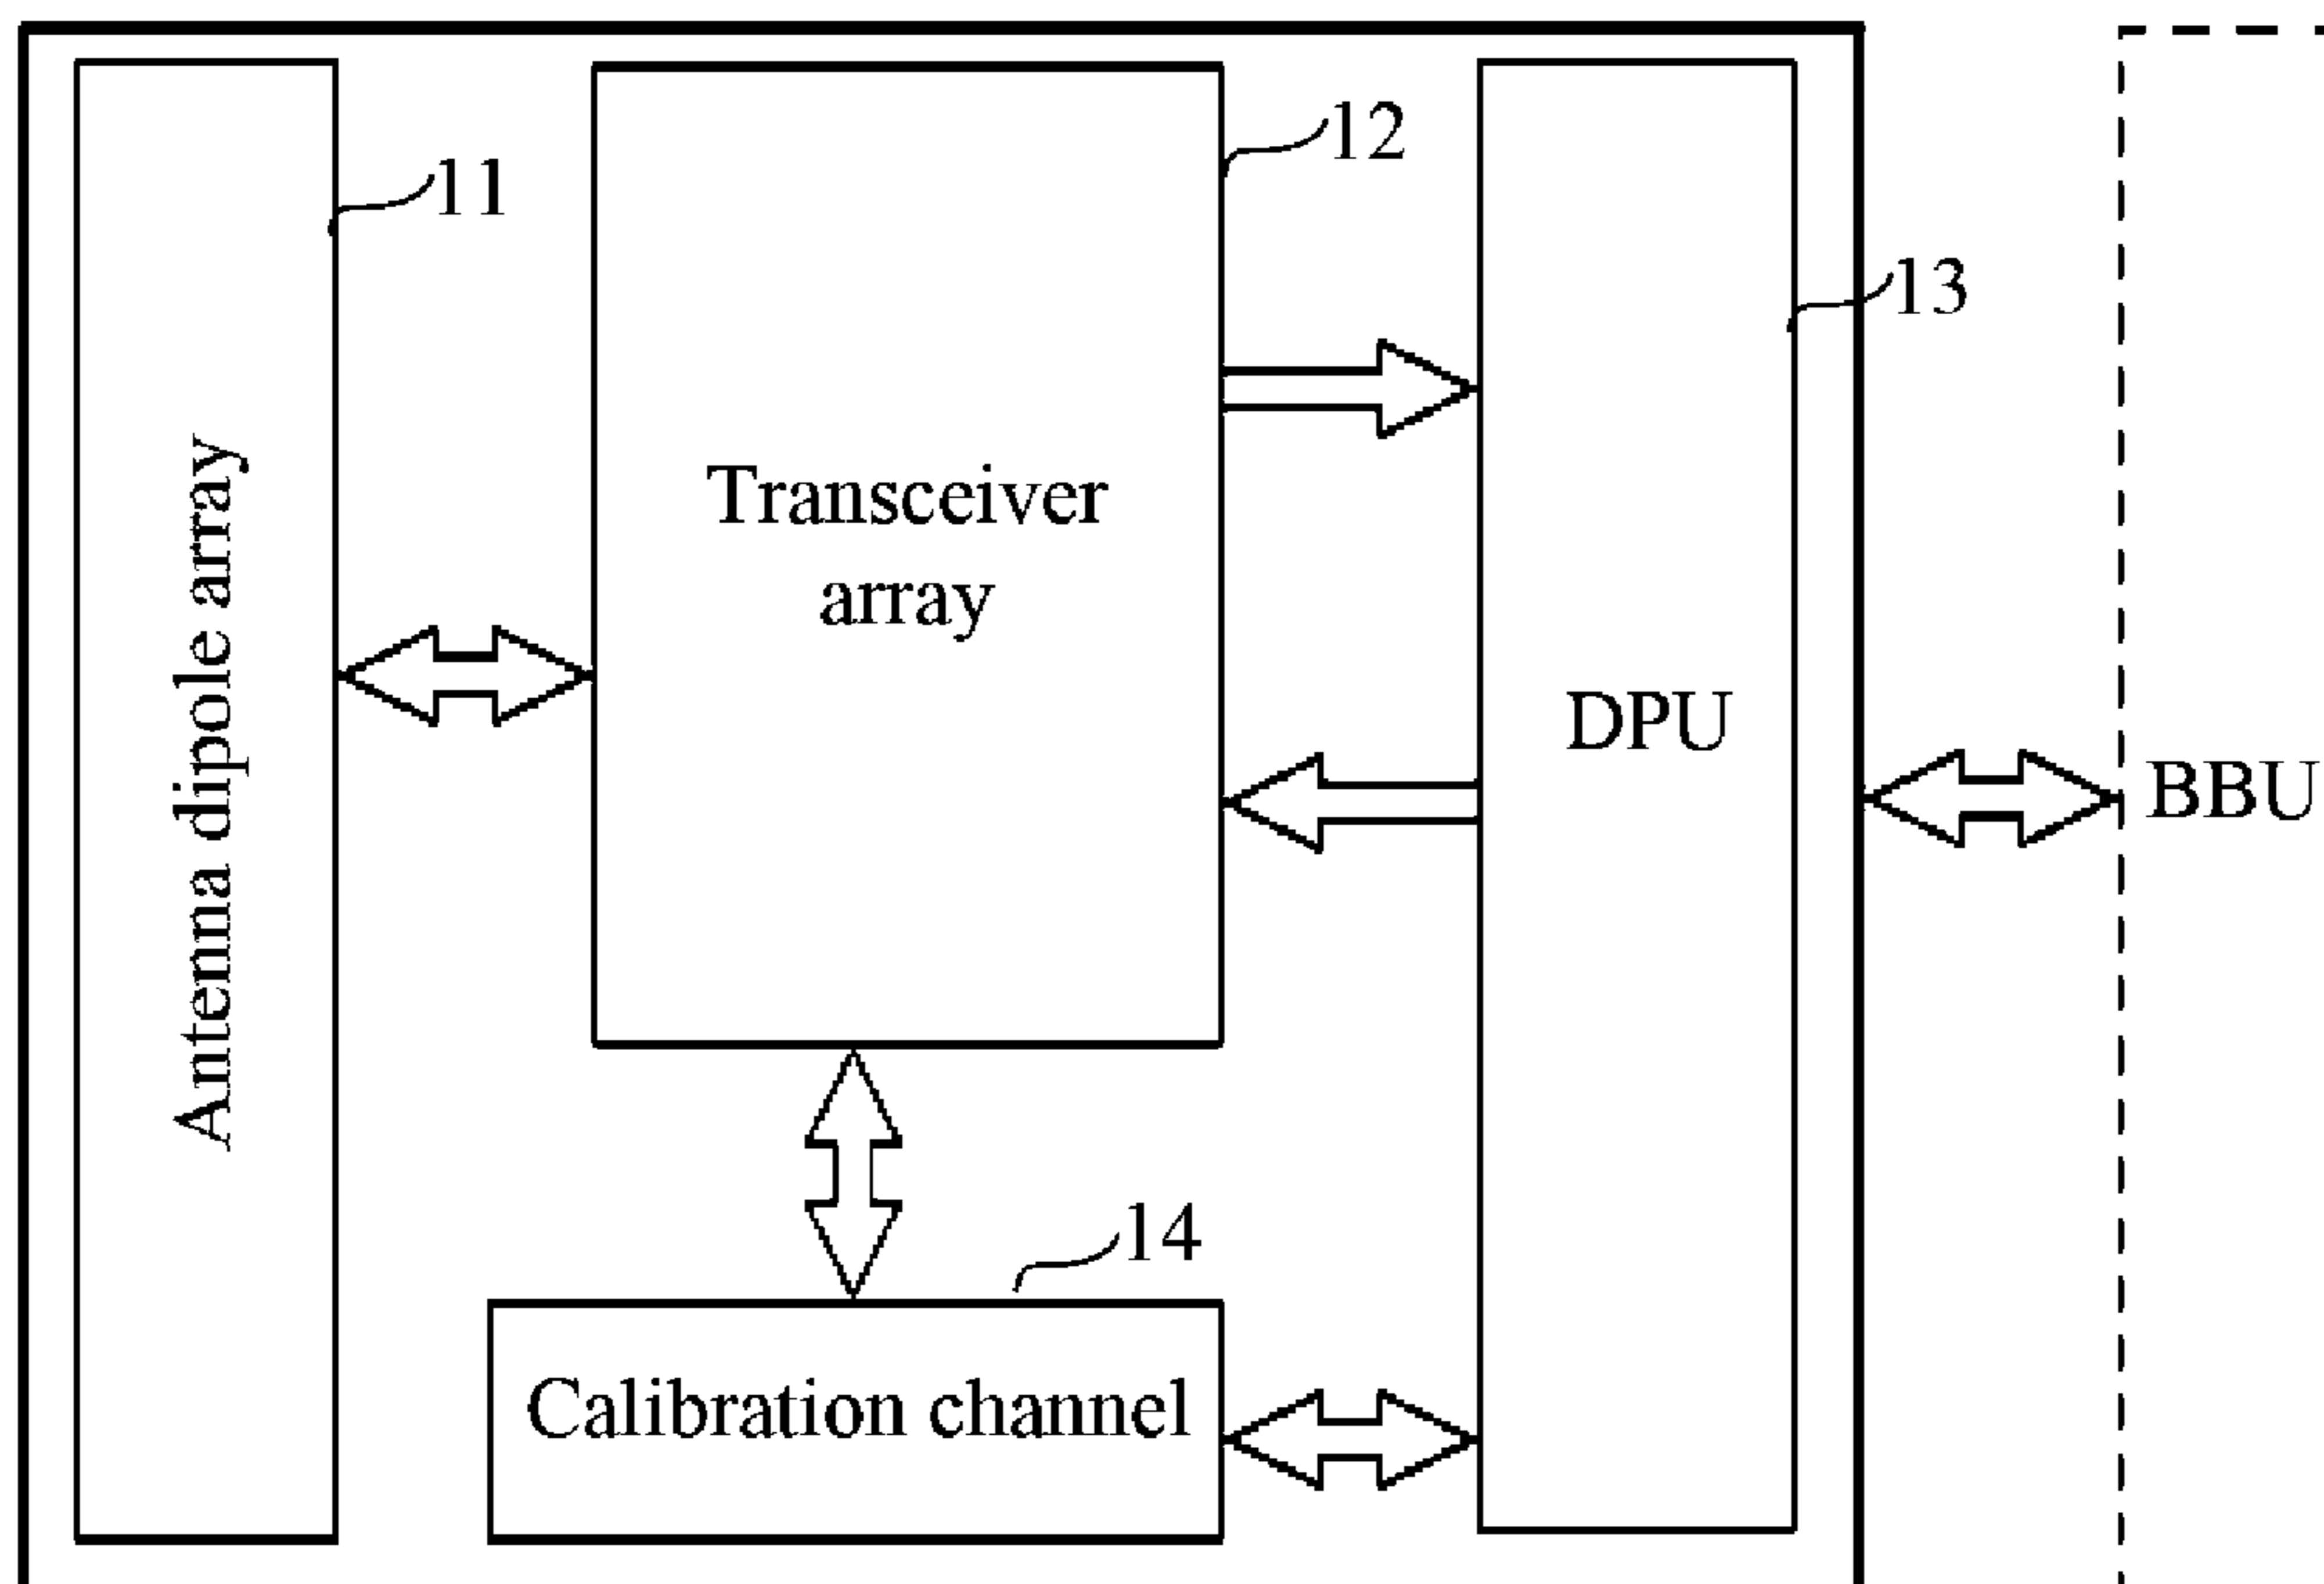 11
12
13
Transceiver
array
Antenna dipole array
DPU
BBU
14
Calibration channel